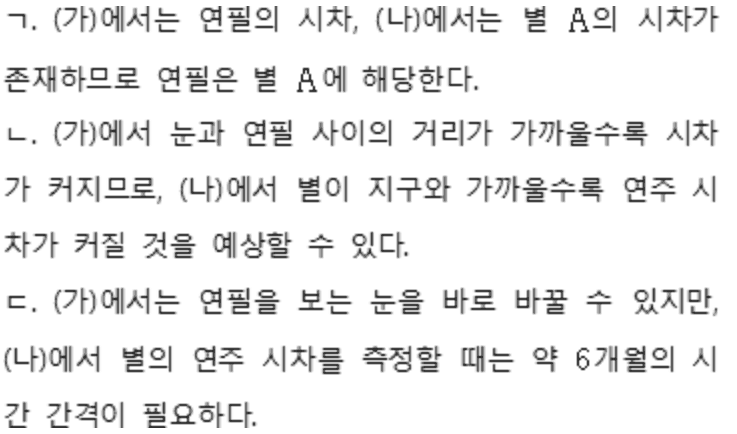 ㄱ. (가)에서는 연필의 시차, (나)에서는 별 A의 시차가
존재하므로 연필은 별 A에 해당한다.
ㄴ. (가)에서 눈과 연필 사이의 거리가 가까울수록 시차
가 커지므로, (나)에서 별이 지구와 가까울수록 연주 시
차가 커질 것을 예상할 수 있다.
ㄷ. (가)에서는 연필을 보는 눈을 바로 바꿀 수 있지만,
(나)에서 별의 연주 시차를 측정할 때는 약 6개월의 시
간 간격이 필요하다.